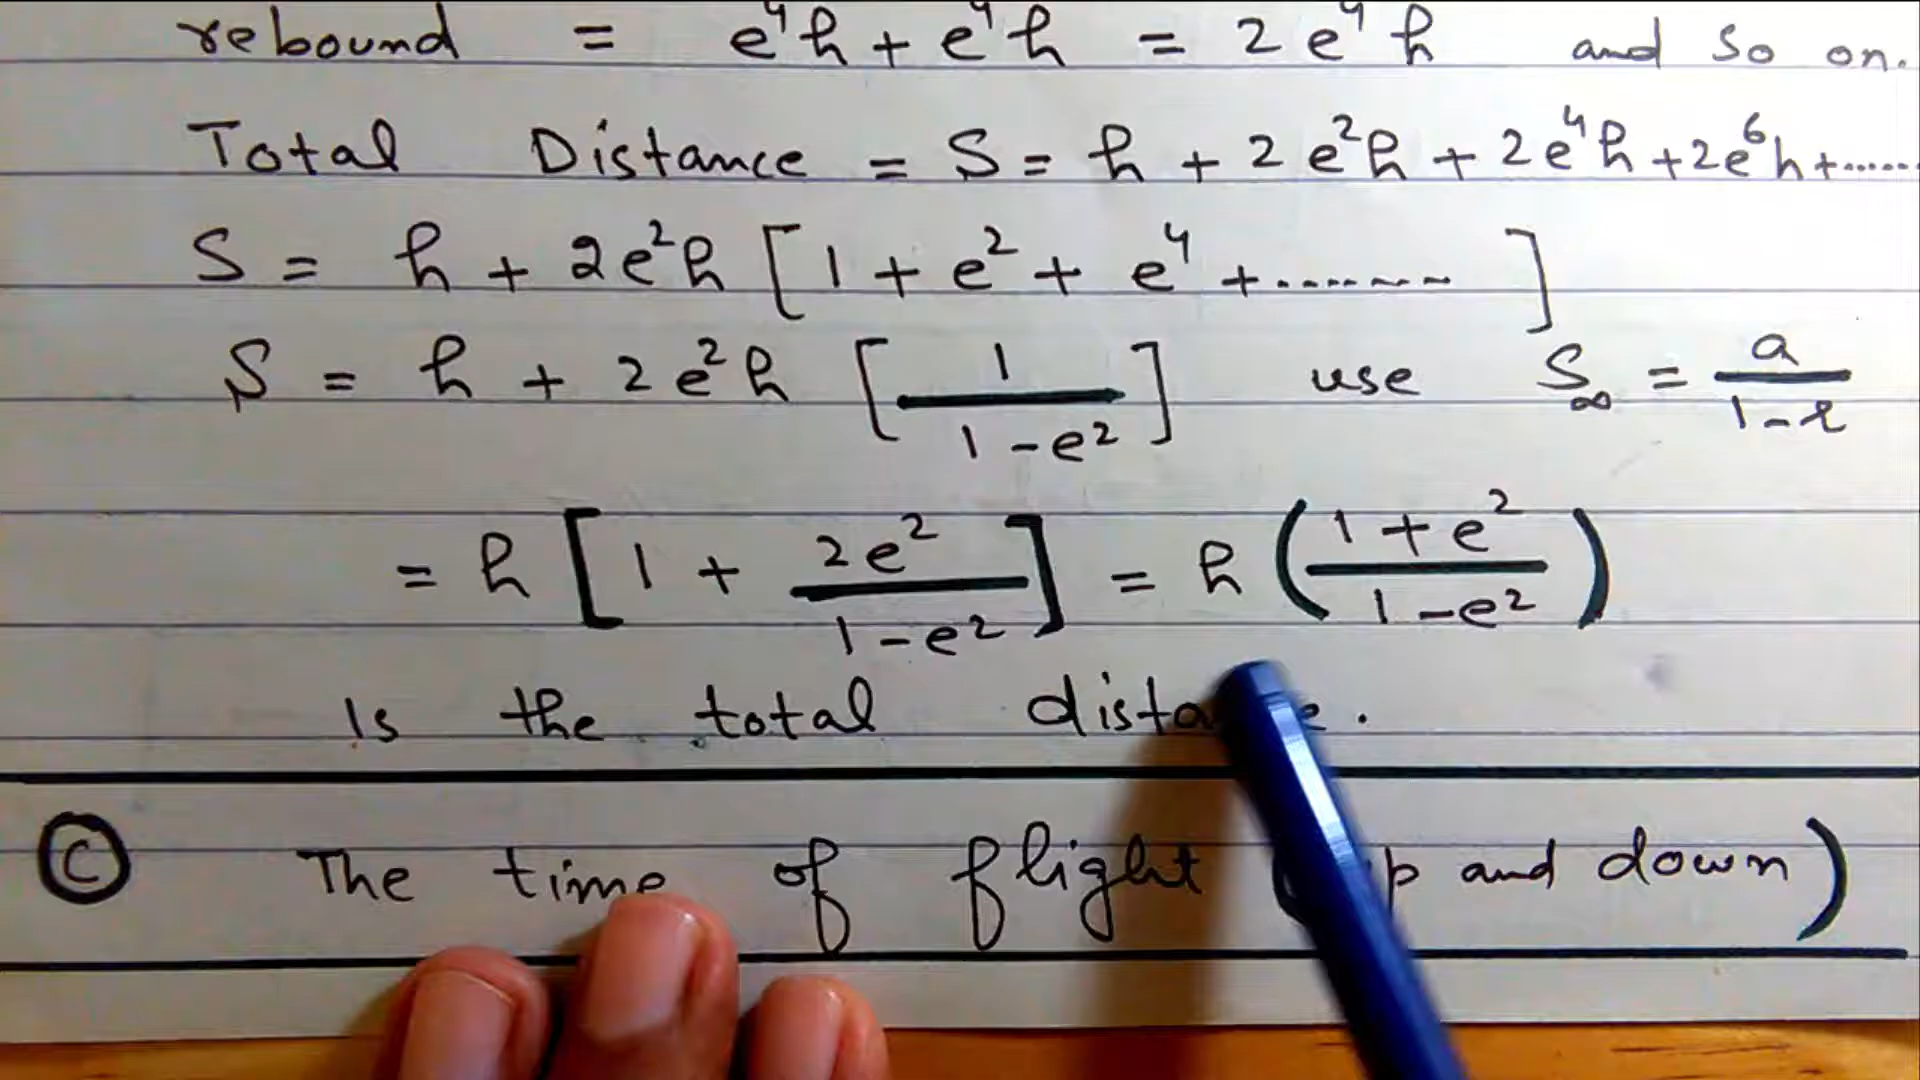 rebound = e⁴h + e⁴h = 2e⁴h and so on.
Total Distance = S = h + 2e²h + 2e⁴h + 2e⁶h + ......
S = h + 2e²h [1 + e² + e⁴ + ........]
S = h + 2e²h [1/(1-e²)] use S∞ = a/(1-r)
= h [1 + 2e²/(1-e²)] = h ((1+e²)/(1-e²))
Is the total distance.
(C) The time of flight (up and down)